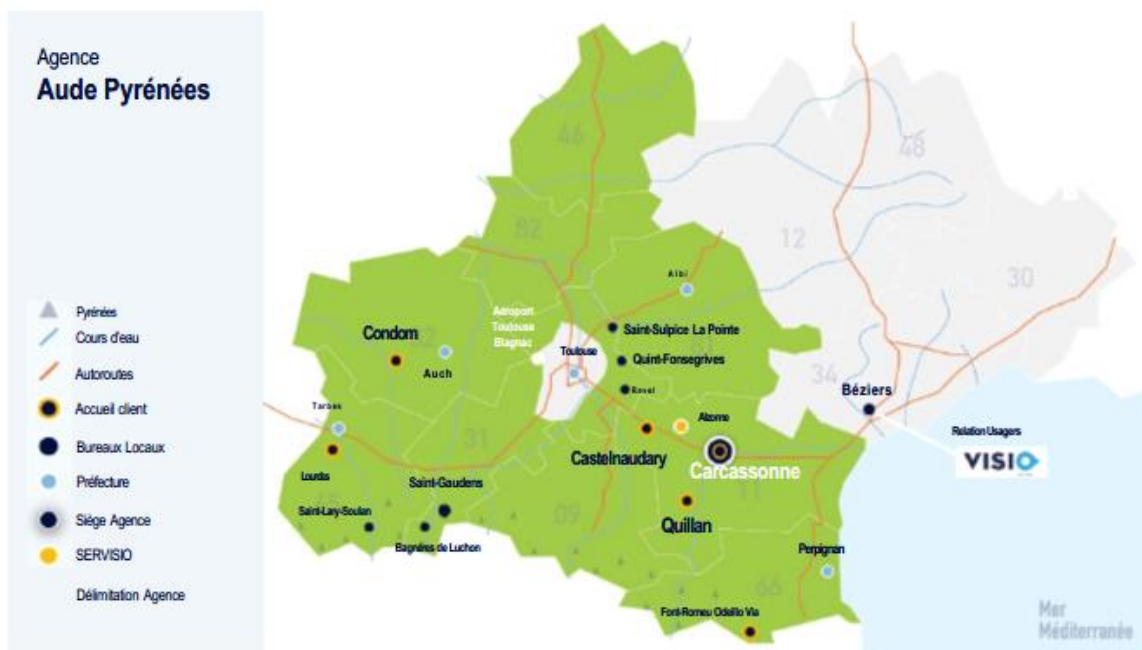 Agence
Aude Pyrénées
Pyrénées
Cours d'eau
Autoroutes
Accueil client
Bureaux Locaux
Préfecture
Siège Agence
SERVISIO
Délimitation Agence
46
48
82
12
30
Albi
Aéroport
Toulouse
Blagnac
Condom
Auch
Saint-Sulpice La Pointe
Toulouse
Quint-Fonsegrives
Revel
34
Béziers
Tarbes
Alzonne
Relation Usagers
VISIO
31
Castelnaudary
Carcassonne
Lourdes
Saint-Gaudens
11
Saint-Lary-Soulan
09
Quillan
Bagnères de Luchon
Perpignan
66
Font-Romeu Odeillo Via
Mer
Méditerranée